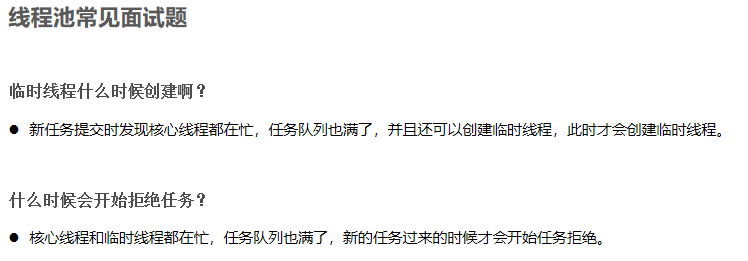 线程池常见面试题
临时线程什么时候创建啊？
● 新任务提交时发现核心线程都在忙，任务队列也满了，并且还可以创建临时线程，此时才会创建临时线程。
什么时候会开始拒绝任务？
● 核心线程和临时线程都在忙，任务队列也满了，新的任务过来的时候才会开始任务拒绝。